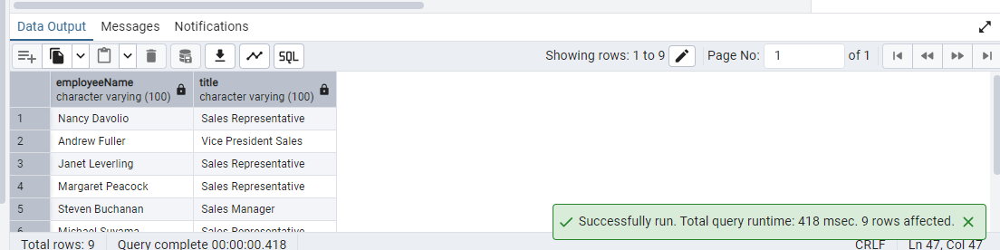 Data Output Messages Notifications
SQL Showing rows: 1 to 9 Page No: 1 of 1
employeeName title
character varying (100) character varying (100)
1 Nancy Davolio Sales Representative
2 Andrew Fuller Vice President Sales
3 Janet Leverling Sales Representative
4 Margaret Peacock Sales Representative
5 Steven Buchanan Sales Manager
6 Michael Suyama Sales Representative
Successfully run. Total query runtime: 418 msec. 9 rows affected.
Total rows: 9 Query complete 00:00:00.418 CRLF Ln 47, Col 47